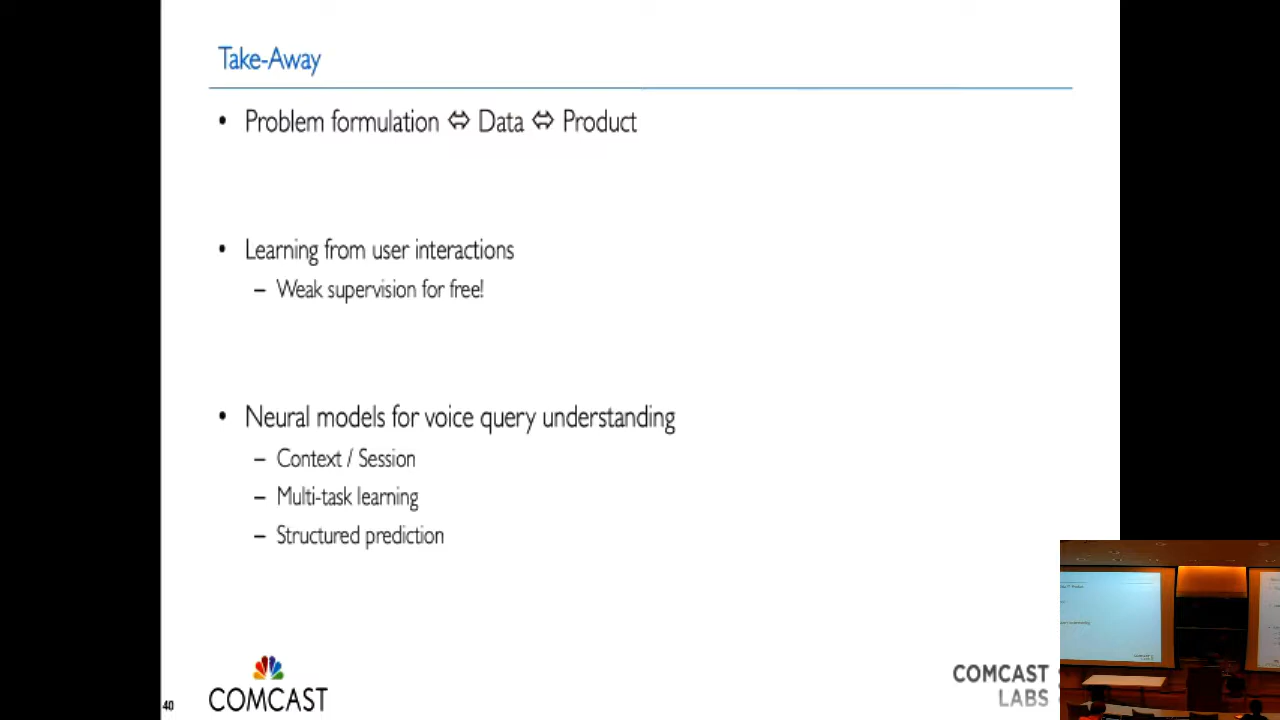 Take-Away
• Problem formulation ⇔ Data ⇔ Product
• Learning from user interactions
– Weak supervision for free!
• Neural models for voice query understanding
– Context / Session
– Multi-task learning
– Structured prediction
40
COMCAST
COMCAST
LABS